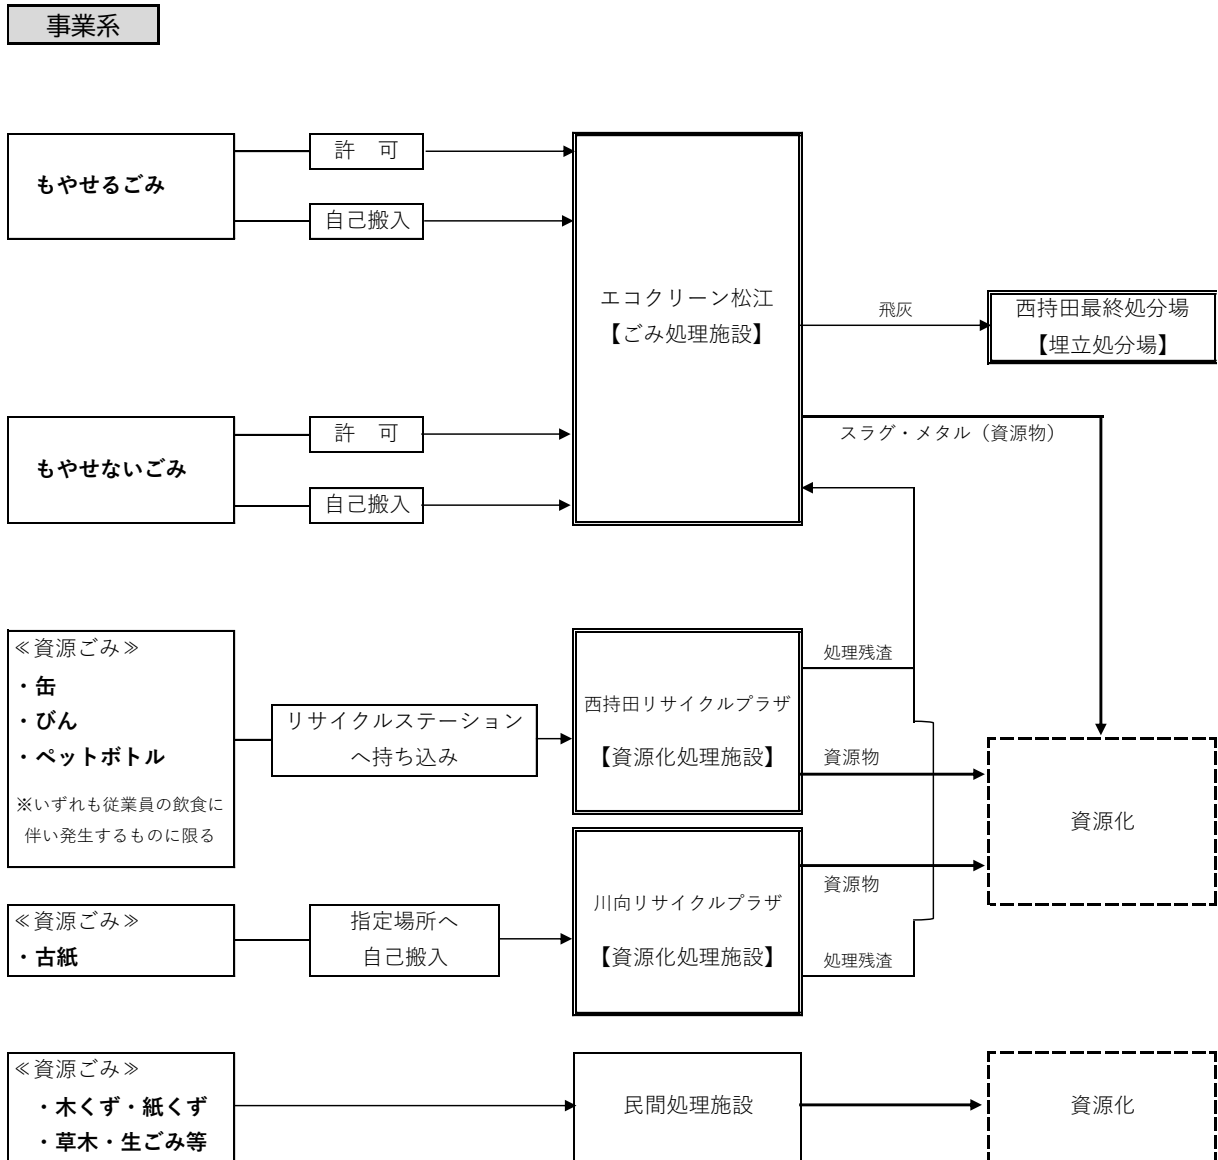 事業系
もやせるごみ
許　可
自己搬入
エコクリーン松江
【ごみ処理施設】
飛灰
西持田最終処分場
【埋立処分場】
もやせないごみ
許　可
自己搬入
スラグ・メタル（資源物）
≪資源ごみ≫
・缶
・びん
・ペットボトル
※いずれも従業員の飲食に
伴い発生するものに限る
リサイクルステーション
へ持ち込み
西持田リサイクルプラザ
【資源化処理施設】
処理残渣
資源物
資源化
≪資源ごみ≫
・古紙
指定場所へ
自己搬入
川向リサイクルプラザ
【資源化処理施設】
資源物
処理残渣
≪資源ごみ≫
・木くず・紙くず
・草木・生ごみ等
民間処理施設
資源化